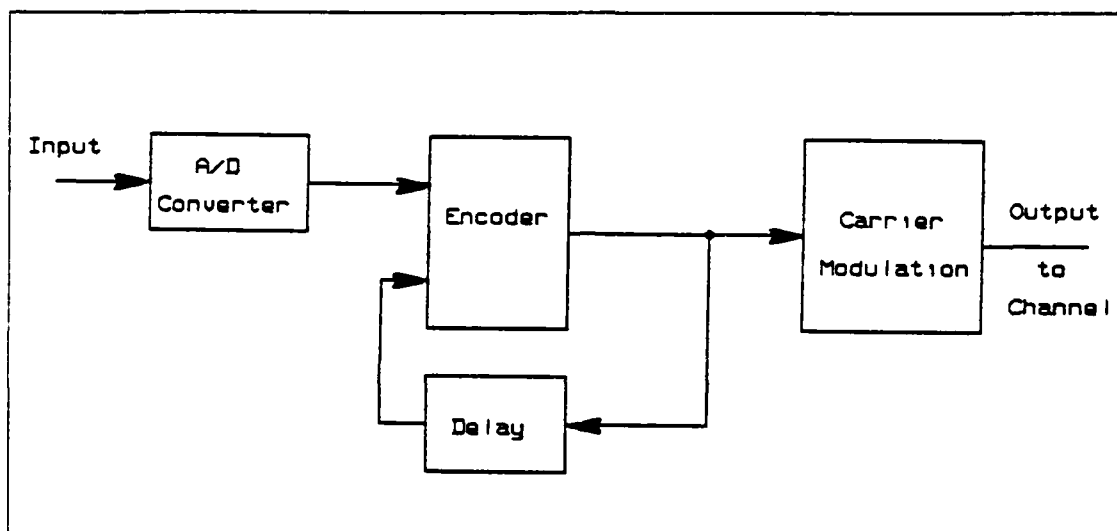 Input
A/D
Converter
Encoder
Delay
Carrier
Modulation
Output
to
Channel